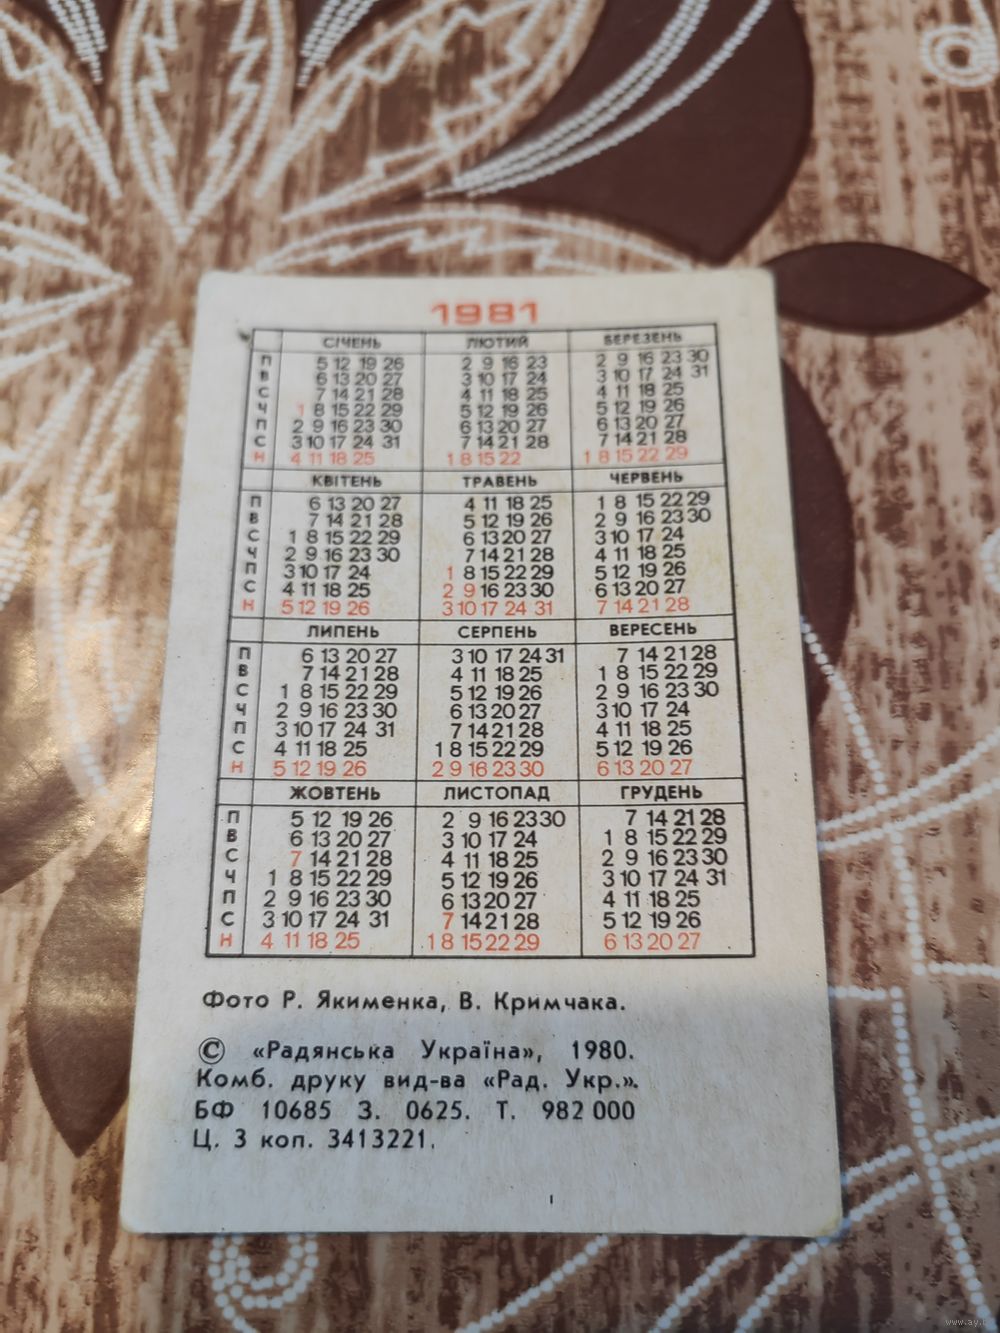 1981
СІЧЕНЬ ЛЮТИЙ БЕРЕЗЕНЬ
П 5 12 19 26 2 9 16 23 2 9 16 23 30
В 6 13 20 27 3 10 17 24 3 10 17 24 31
С 7 14 21 28 4 11 18 25 4 11 18 25
Ч 1 8 15 22 29 5 12 19 26 5 12 19 26
П 2 9 16 23 30 6 13 20 27 6 13 20 27
С 3 10 17 24 31 7 14 21 28 7 14 21 28
Н 4 11 18 25 1 8 15 22 1 8 15 22 29
КВІТЕНЬ ТРАВЕНЬ ЧЕРВЕНЬ
П 6 13 20 27 4 11 18 25 1 8 15 22 29
В 7 14 21 28 5 12 19 26 2 9 16 23 30
С 1 8 15 22 29 6 13 20 27 3 10 17 24
Ч 2 9 16 23 30 7 14 21 28 4 11 18 25
П 3 10 17 24 1 8 15 22 29 5 12 19 26
С 4 11 18 25 2 9 16 23 30 6 13 20 27
Н 5 12 19 26 3 10 17 24 31 7 14 21 28
ЛИПЕНЬ СЕРПЕНЬ ВЕРЕСЕНЬ
П 6 13 20 27 3 10 17 24 31 7 14 21 28
В 7 14 21 28 4 11 18 25 1 8 15 22 29
С 1 8 15 22 29 5 12 19 26 2 9 16 23 30
Ч 2 9 16 23 30 6 13 20 27 3 10 17 24
П 3 10 17 24 31 7 14 21 28 4 11 18 25
С 4 11 18 25 1 8 15 22 29 5 12 19 26
Н 5 12 19 26 2 9 16 23 30 6 13 20 27
ЖОВТЕНЬ ЛИСТОПАД ГРУДЕНЬ
П 5 12 19 26 2 9 16 23 30 7 14 21 28
В 6 13 20 27 3 10 17 24 1 8 15 22 29
С 7 14 21 28 4 11 18 25 2 9 16 23 30
Ч 1 8 15 22 29 5 12 19 26 3 10 17 24 31
П 2 9 16 23 30 6 13 20 27 4 11 18 25
С 3 10 17 24 31 7 14 21 28 5 12 19 26
Н 4 11 18 25 1 8 15 22 29 6 13 20 27
Фото Р. Якименка, В. Кримчака.
© «Радянська Україна», 1980.
Комб. друку вид-ва «Рад. Укр.».
БФ 10685 З. 0625. Т. 982 000
Ц. 3 коп. 3413221.